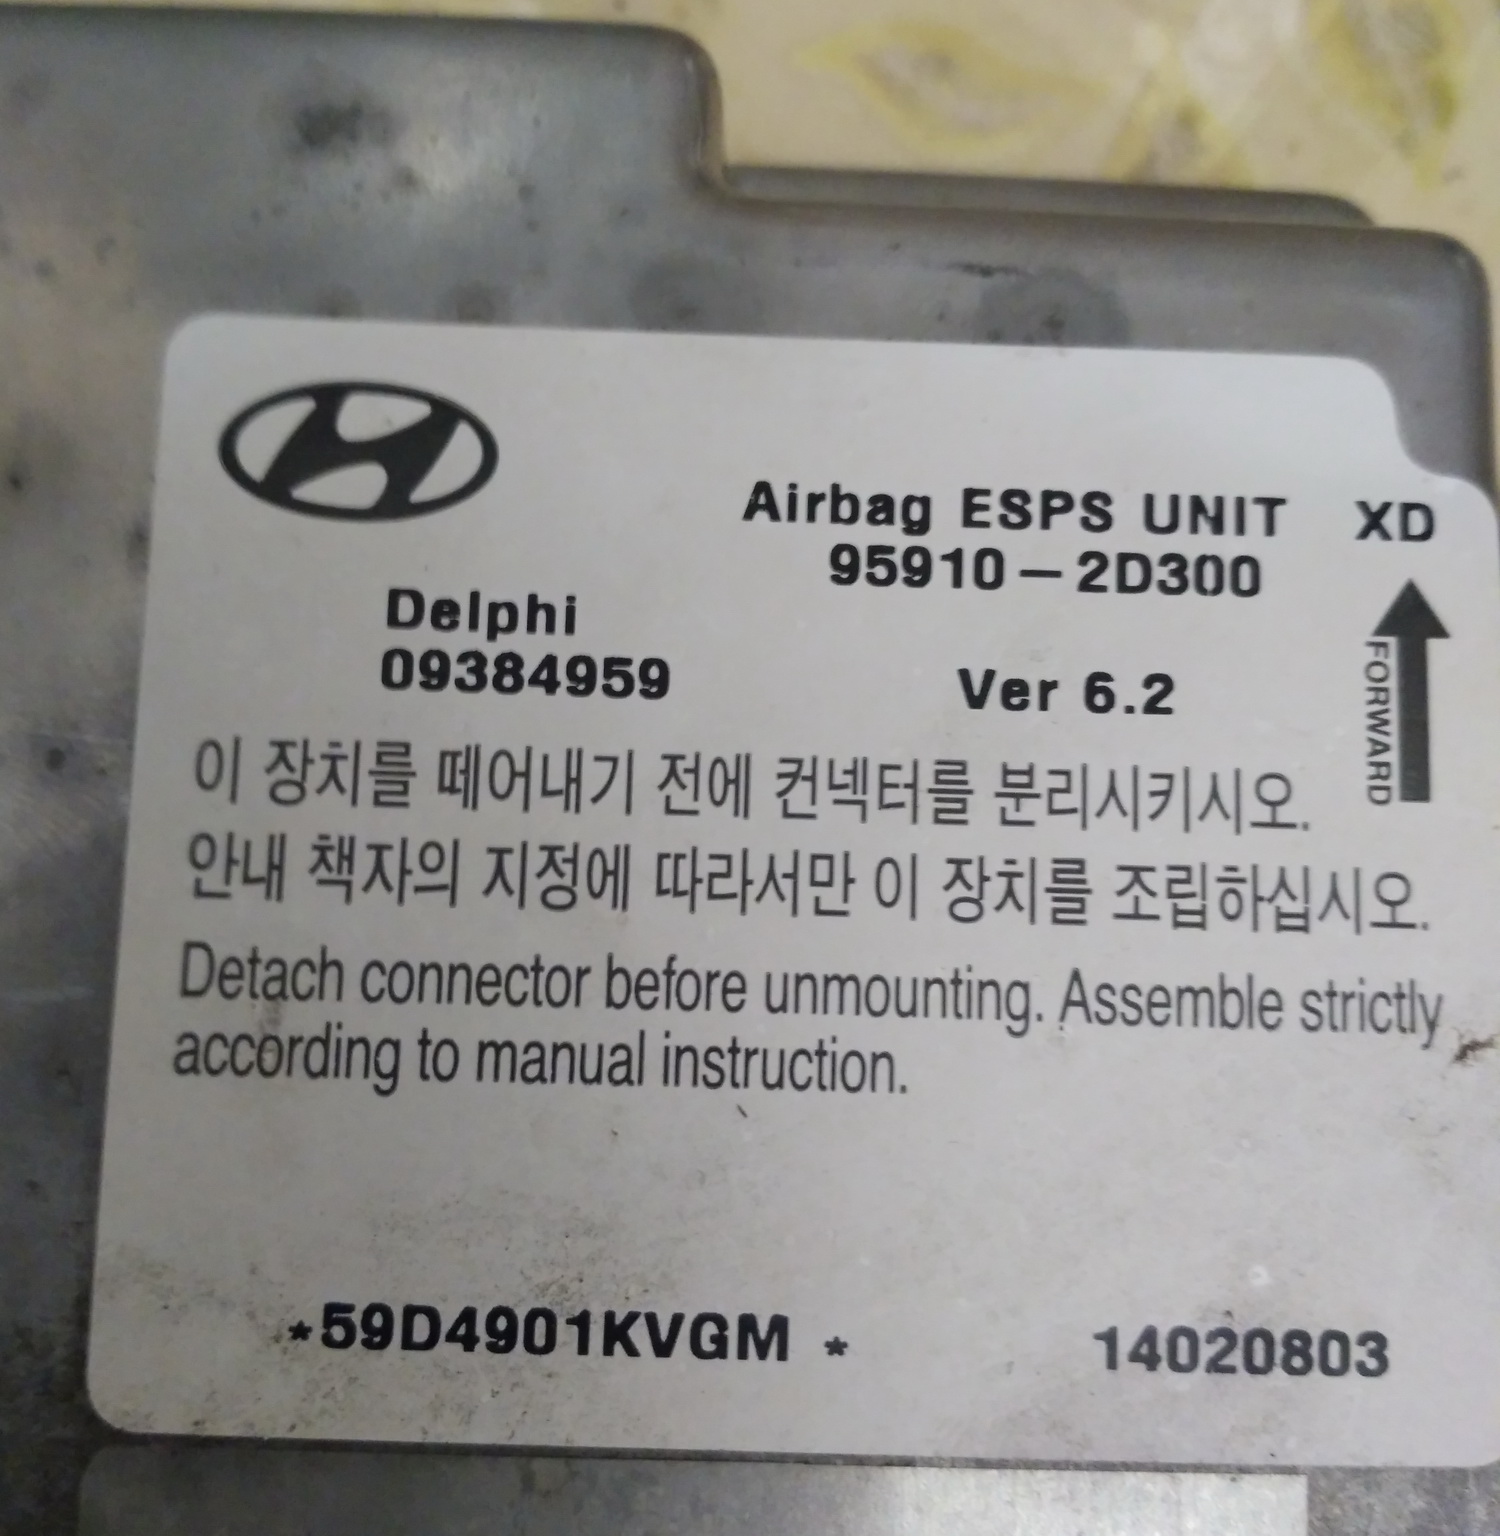 Airbag ESPS UNIT XD
95910-2D300
Delphi
09384959
Ver 6.2
FORWARD
이 장치를 떼어내기 전에 컨넥터를 분리시키시오.
안내 책자의 지정에 따라서만 이 장치를 조립하십시오.
Detach connector before unmounting. Assemble strictly
according to manual instruction.
*59D4901KVGM * 14020803